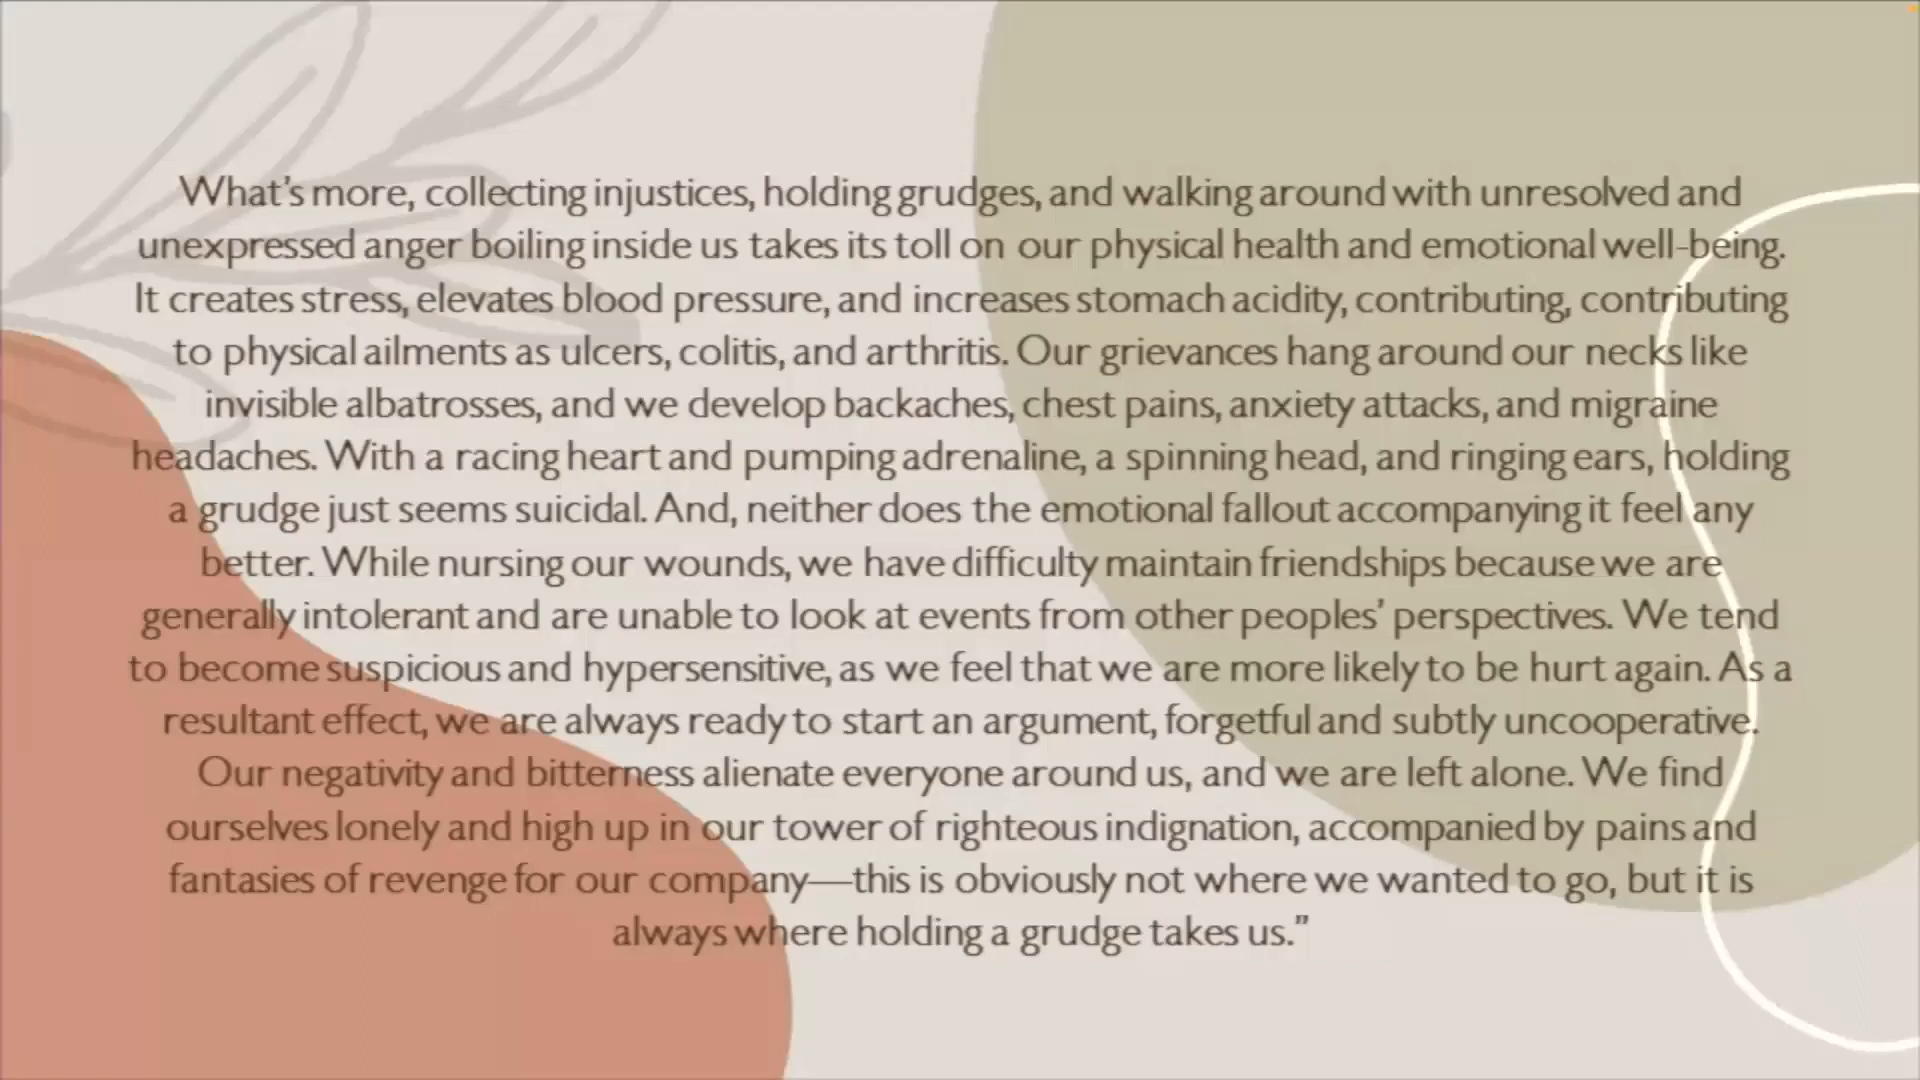 What's more, collecting injustices, holding grudges, and walking around with unresolved and
unexpressed anger boiling inside us takes its toll on our physical health and emotional well-being.
It creates stress, elevates blood pressure, and increases stomach acidity, contributing, contributing
to physical ailments as ulcers, colitis, and arthritis. Our grievances hang around our necks like
invisible albatrosses, and we develop backaches, chest pains, anxiety attacks, and migraine
headaches. With a racing heart and pumping adrenaline, a spinning head, and ringing ears, holding
a grudge just seems suicidal. And, neither does the emotional fallout accompanying it feel any
better. While nursing our wounds, we have difficulty maintain friendships because we are
generally intolerant and are unable to look at events from other peoples' perspectives. We tend
to become suspicious and hypersensitive, as we feel that we are more likely to be hurt again. As a
resultant effect, we are always ready to start an argument, forgetful and subtly uncooperative.
Our negativity and bitterness alienate everyone around us, and we are left alone. We find
ourselves lonely and high up in our tower of righteous indignation, accompanied by pains and
fantasies of revenge for our company—this is obviously not where we wanted to go, but it is
always where holding a grudge takes us.”